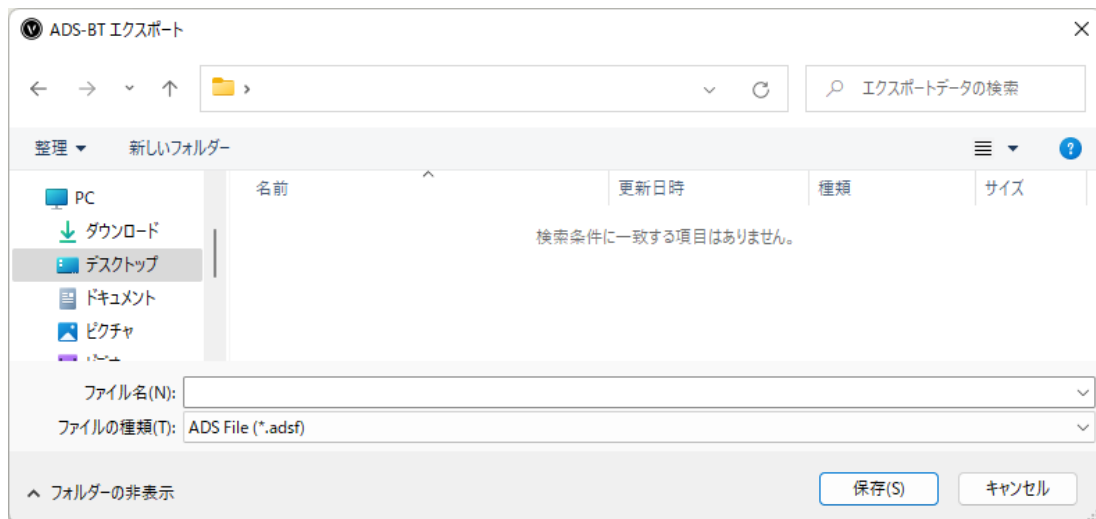 ADS-BT エクスポート
エクスポートデータの検索
整理 新しいフォルダー
名前 更新日時 種類 サイズ
PC
検索条件に一致する項目はありません。
ダウンロード
デスクトップ
ドキュメント
ピクチャ
ビデオ
ファイル名(N):
ファイルの種類(T): ADS File (*.adsf)
フォルダーの非表示 保存(S) キャンセル